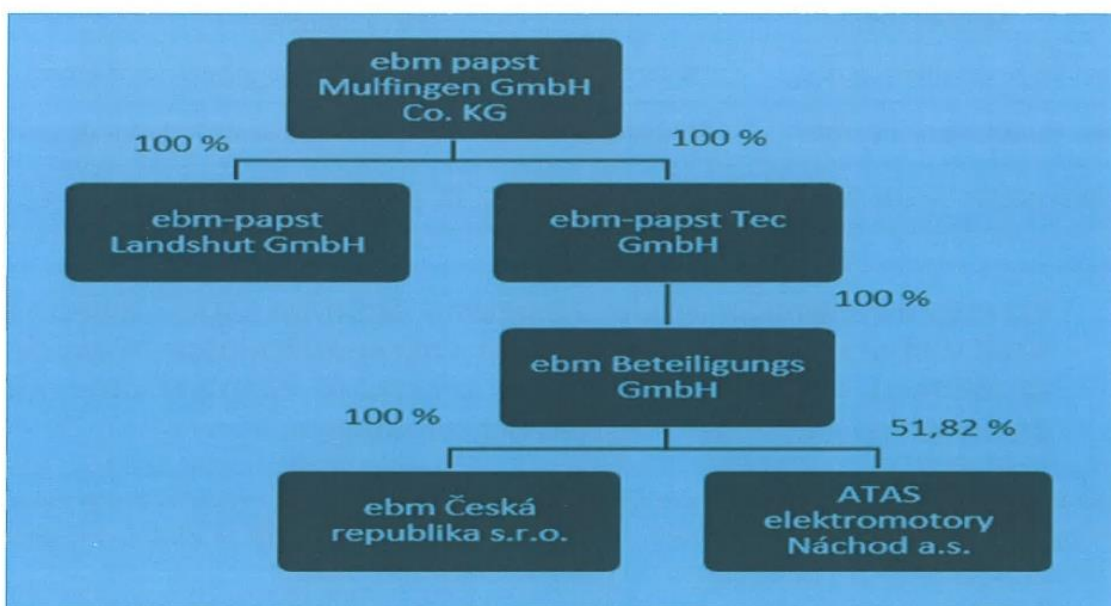 ebm papst
Mulfingen GmbH
Co. KG
100 %
100 %
ebm-papst
Landshut GmbH
ebm-papst Tec
GmbH
100 %
ebm Beteiligungs
GmbH
100 %
51,82 %
ebm Česká
republika s.r.o.
ATAS
elektromotory
Náchod a.s.